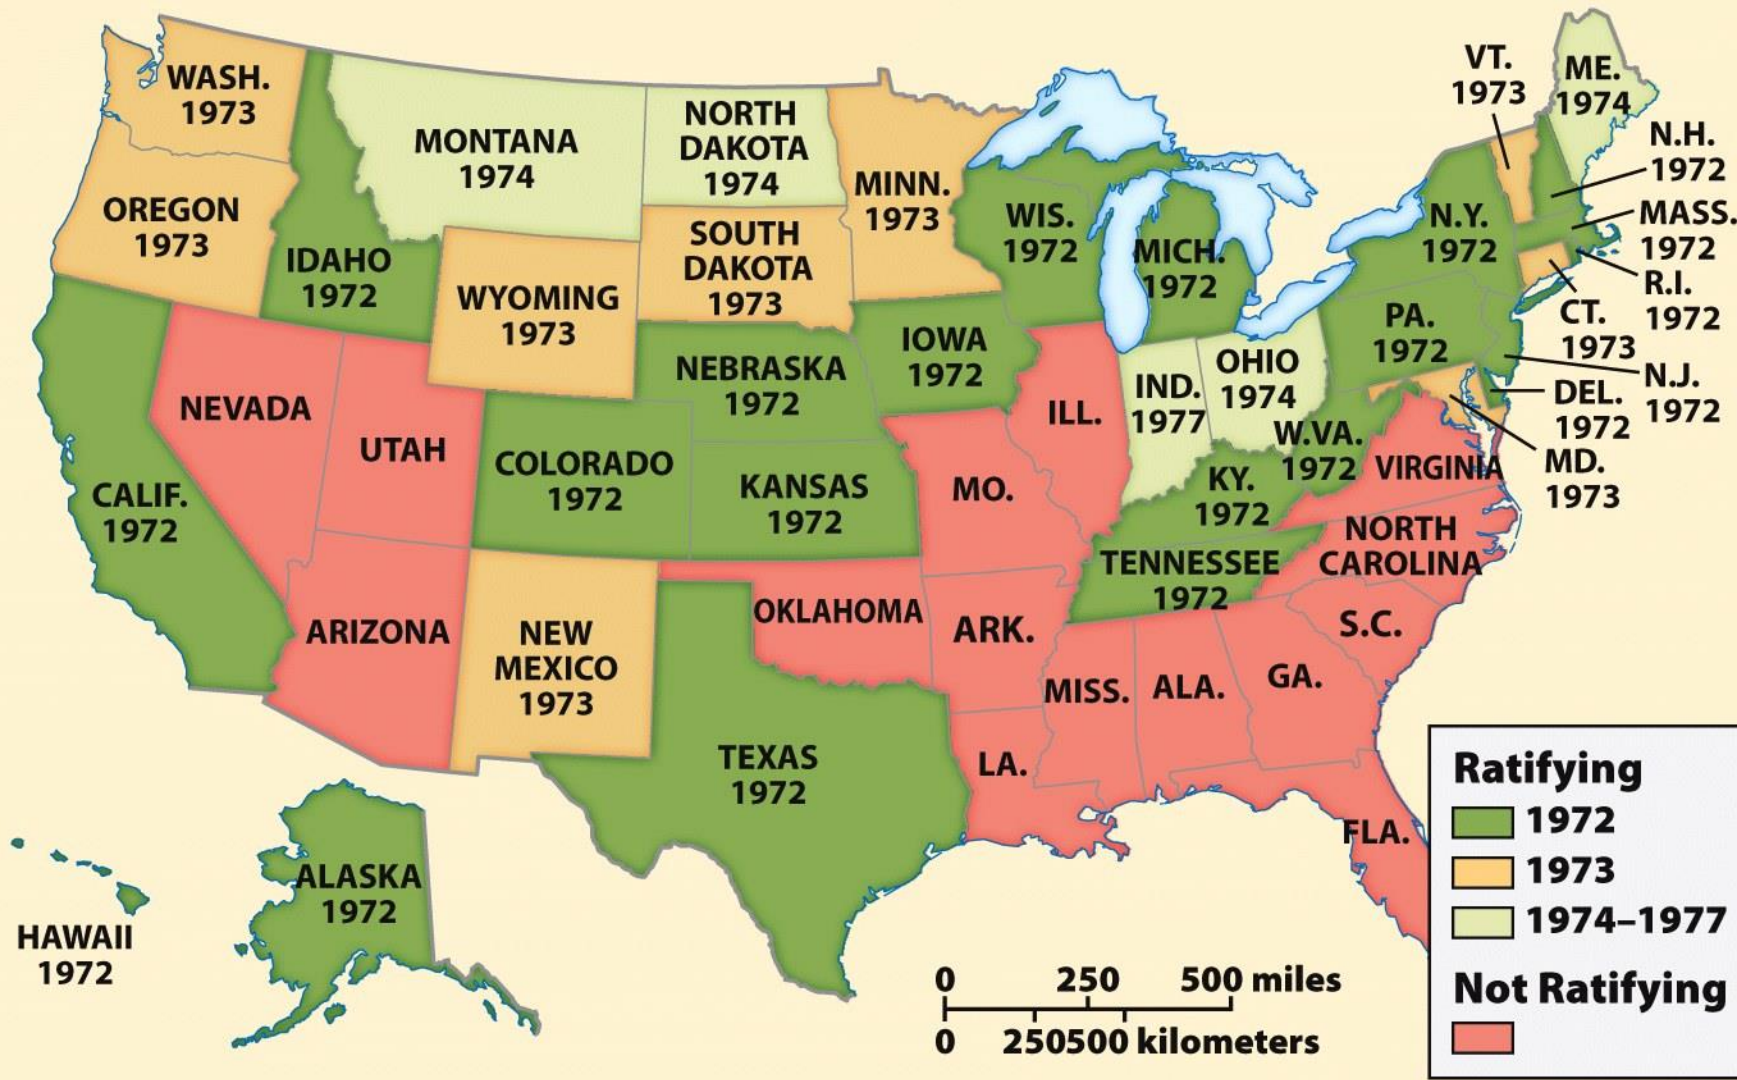 WASH.
1973
OREGON
1973
IDAHO
1972
MONTANA
1974
NORTH
DAKOTA
1974
MINN.
1973
SOUTH
DAKOTA
1973
WYOMING
1973
WIS.
1972
MICH.
1972
VT.
1973
ME.
1974
N.H.
1972
MASS.
1972
R.I.
1972
CT.
1973
N.Y.
1972
PA.
1972
N.J.
1972
DEL.
1972
MD.
1973
CALIF.
1972
NEVADA
UTAH
COLORADO
1972
NEBRASKA
1972
IOWA
1972
KANSAS
1972
MO.
ILL.
IND.
1977
OHIO
1974
W.VA.
1972
KY.
1972
VIRGINIA
NORTH
CAROLINA
TENNESSEE
1972
ARIZONA
NEW
MEXICO
1973
OKLAHOMA
ARK.
S.C.
MISS.
ALA.
GA.
TEXAS
1972
LA.
FLA.
ALASKA
1972
HAWAII
1972
0 250 500 miles
0 250500 kilometers
Ratifying
1972
1973
1974–1977
Not Ratifying